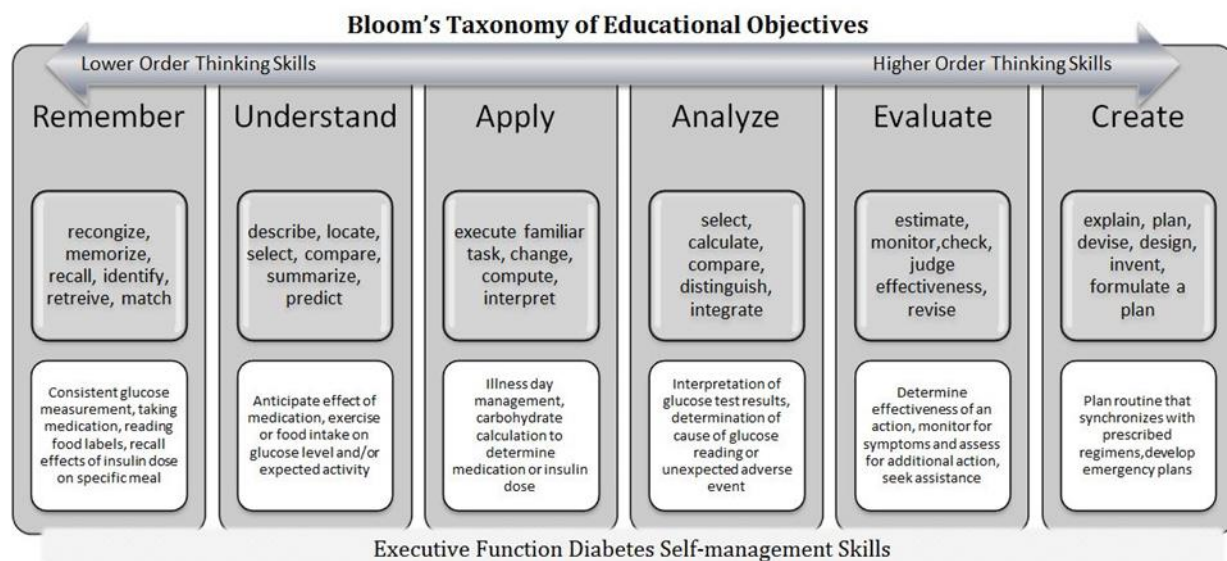 Bloom's Taxonomy of Educational Objectives
Lower Order Thinking Skills
Higher Order Thinking Skills
Remember
recongize,
memorize,
recall, identify,
retreive, match
Consistent glucose
measurement, taking
medication, reading
food labels, recall
effects of insulin dose
on specific meal
Understand
describe, locate,
select, compare,
summarize,
predict
Anticipate effect of
medication, exercise
or food intake on
glucose level and/or
expected activity
Apply
execute familiar
task, change,
compute,
interpret
Illness day
management,
carbohydrate
calculation to
determine
medication or insulin
dose
Analyze
select,
calculate,
compare,
distinguish,
integrate
Interpretation of
glucose test results,
determination of
cause of glucose
reading or
unexpected adverse
event
Evaluate
estimate,
monitor,check,
judge
effectiveness,
revise
Determine
effectiveness of an
action, monitor for
symptoms and assess
for additional action,
seek assistance
Create
explain, plan,
devise, design,
invent,
formulate a
plan
Plan routine that
synchronizes with
prescribed
regimens,develop
emergency plans
Executive Function Diabetes Self-management Skills